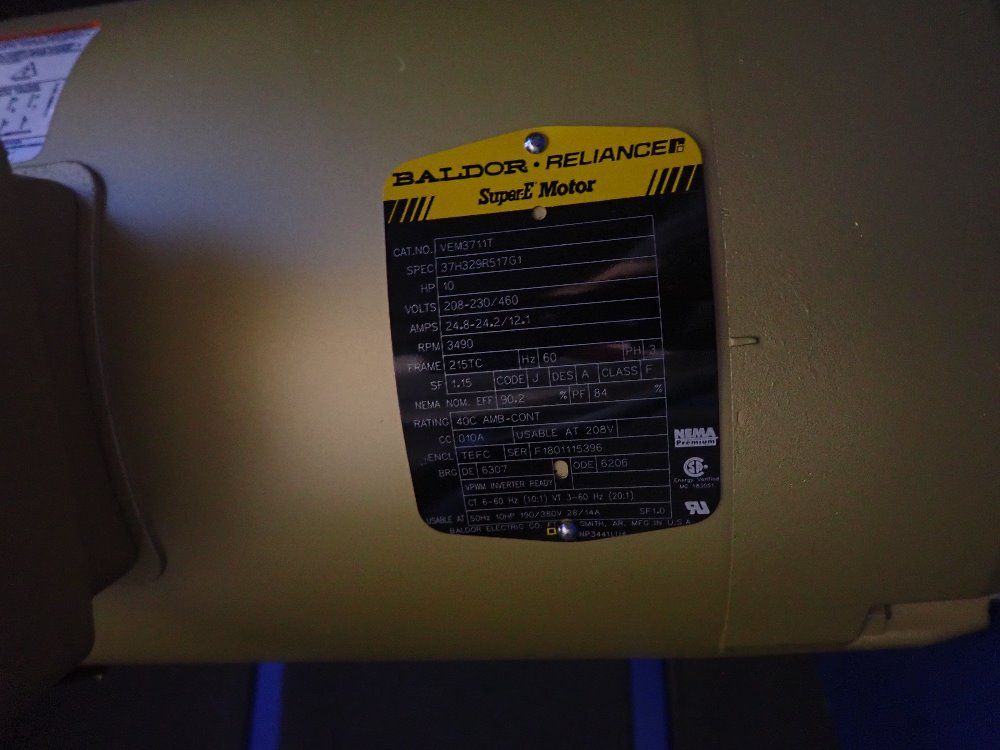 BALDOR · RELIANCE
Super-E Motor
CAT.NO. VEM3711T
SPEC 37H329R517G1
HP 10
VOLTS 208-230/460
AMPS 24.8-24.2/12.1
RPM 3490
FRAME 215TC Hz 60 PH 3
SF 1.15 CODE J DES A CLASS F
NEMA NOM. EFF 90.2 % PF 84 %
RATING 40C AMB-CONT
CC 010A USABLE AT 208V
ENCL TEFC SER F1801115396
BRG DE 6307 ODE 6206
VPWM INVERTER READY
CT 6-60 Hz (10:1) VT 3-60 Hz (20:1)
USABLE AT 50Hz 10HP 190/380V 28/14A SF1.0
BALDOR ELECTRIC CO. FT SMITH, AR. MFG IN U.S.A
NEMA
Premium
Energy Verified